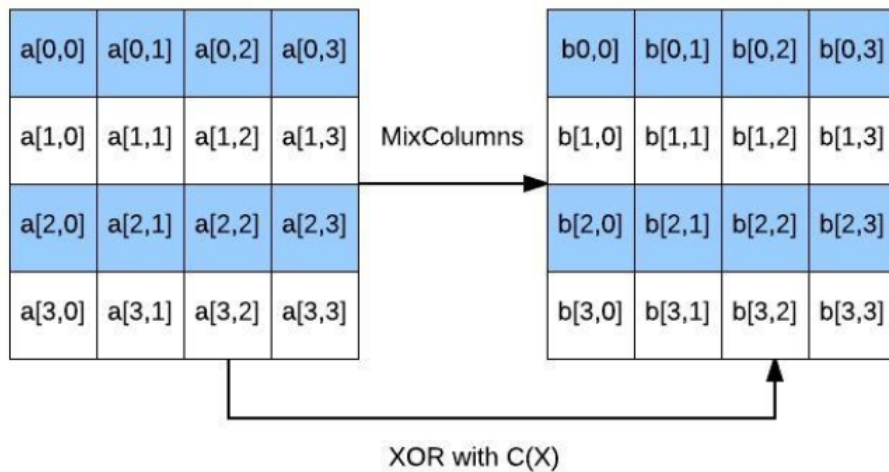 a[0,0] a[0,1] a[0,2] a[0,3]
a[1,0] a[1,1] a[1,2] a[1,3]
a[2,0] a[2,1] a[2,2] a[2,3]
a[3,0] a[3,1] a[3,2] a[3,3]
MixColumns
b0,0] b[0,1] b[0,2] b[0,3]
b[1,0] b[1,1] b[1,2] b[1,3]
b[2,0] b[2,1] b[2,2] b[2,3]
b[3,0] b[3,1] b[3,2] b[3,3]
XOR with C(X)